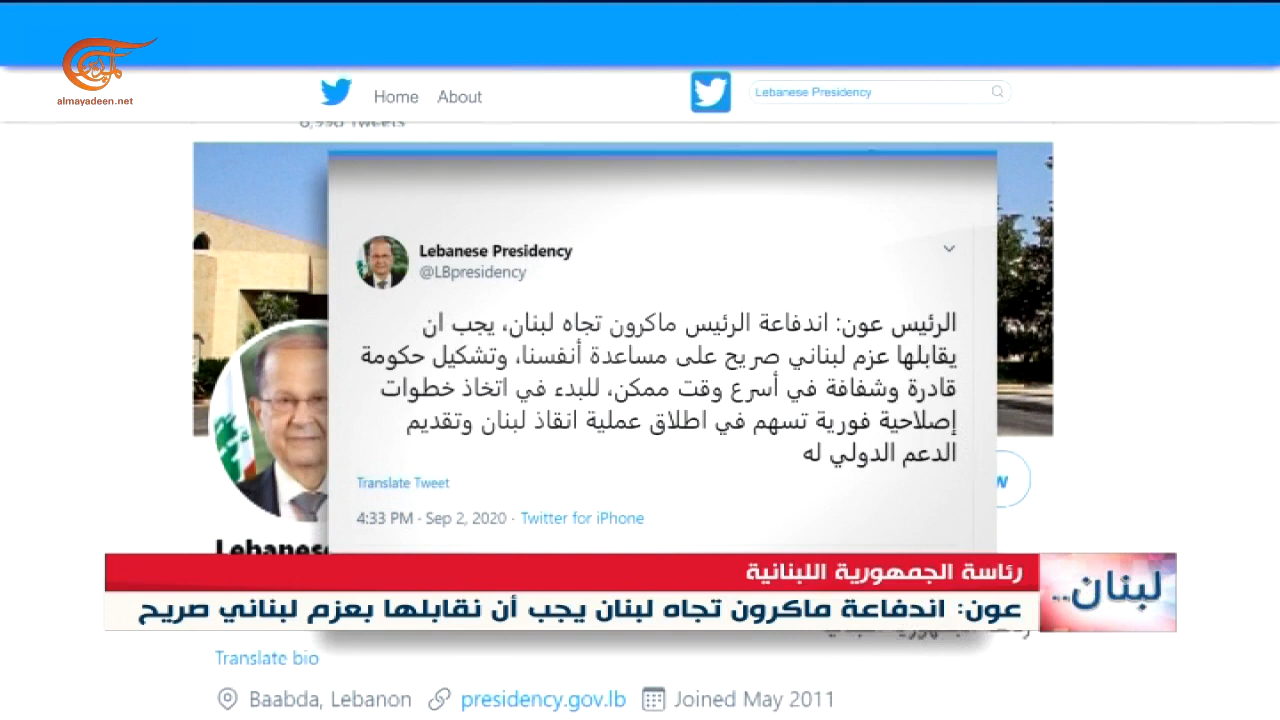 almayadeen.net
Home About
Lebanese Presidency
6,998 Tweets
Lebanese Presidency
@LBpresidency
الرئيس عون: اندفاعة الرئيس ماكرون تجاه لبنان، يجب ان
يقابلها عزم لبناني صريح على مساعدة أنفسنا، وتشكيل حكومة
قادرة وشفافة في أسرع وقت ممكن، للبدء في اتخاذ خطوات
إصلاحية فورية تسهم في اطلاق عملية انقاذ لبنان وتقديم
الدعم الدولي له
Translate Tweet
4:33 PM · Sep 2, 2020 · Twitter for iPhone
Lebanese
رئاسة الجمهورية اللبنانية
لبنان..
عون: اندفاعة ماكرون تجاه لبنان يجب أن نقابلها بعزم لبناني صريح
Translate bio
Baabda, Lebanon presidency.gov.lb Joined May 2011